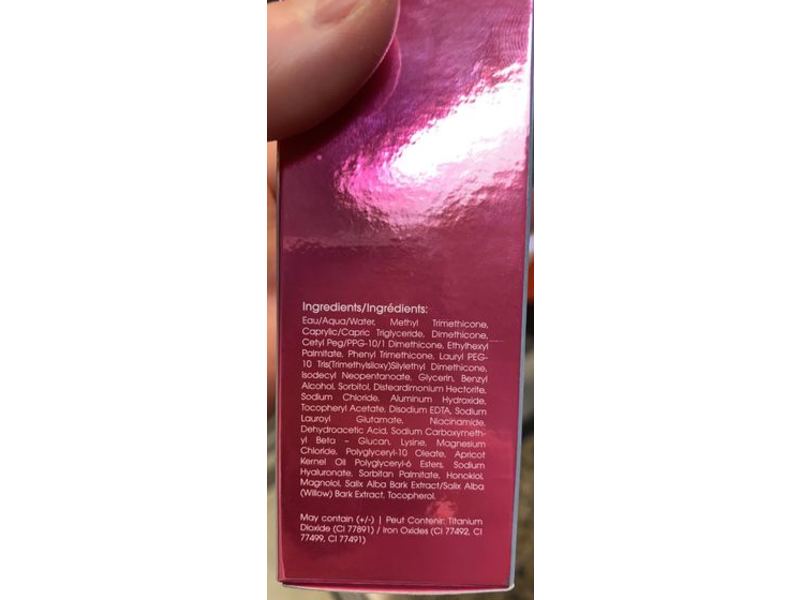 Ingredients/Ingrédients:
Eau/Aqua/Water, Methyl Trimethicone,
Caprylic/Capric Triglyceride, Dimethicone,
Cetyl Peg/PPG-10/1 Dimethicone, Ethylhexyl
Palmitate, Phenyl Trimethicone, Lauryl PEG-
10 Tris(Trimethylsiloxy)Silylethyl Dimethicone,
Isodecyl Neopentanoate, Glycerin, Benzyl
Alcohol, Sorbitol, Disteardimonium Hectorite,
Sodium Chloride, Aluminum Hydroxide,
Tocopheryl Acetate, Disodium EDTA, Sodium
Lauroyl Glutamate, Niacinamide,
Dehydroacetic Acid, Sodium Carboxymeth-
yl Beta - Glucan, Lysine, Magnesium
Chloride, Polyglyceryl-10 Oleate, Apricot
Kernel Oil Polyglyceryl-6 Esters, Sodium
Hyaluronate, Sorbitan Palmitate, Honokiol,
Magnolol, Salix Alba Bark Extract/Salix Alba
(Willow) Bark Extract, Tocopherol.
May contain (+/-) | Peut Contenir: Titanium
Dioxide (CI 77891) / Iron Oxides (CI 77492, CI
77499, CI 77491)